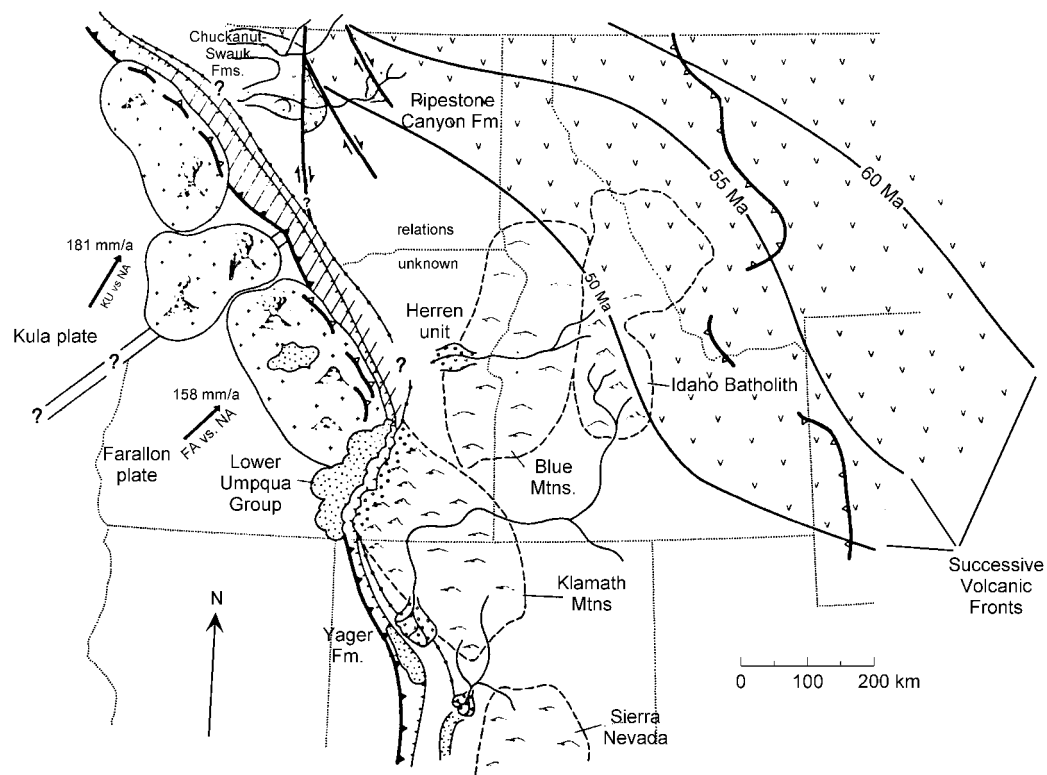 Chuckanut-
Swauk
Fms.
?
Pipestone
Canyon Fm.
60 Ma
55 Ma
50 Ma
?
relations
unknown
181 mm/a
KU vs NA
Kula plate
?
?
Herren
unit
?
Idaho Batholith
158 mm/a
FA vs. NA
Farallon
plate
Lower
Umpqua
Group
Blue
Mtns.
Successive
Volcanic
Fronts
Klamath
Mtns
N
Yager
Fm.
0 100 200 km
Sierra
Nevada